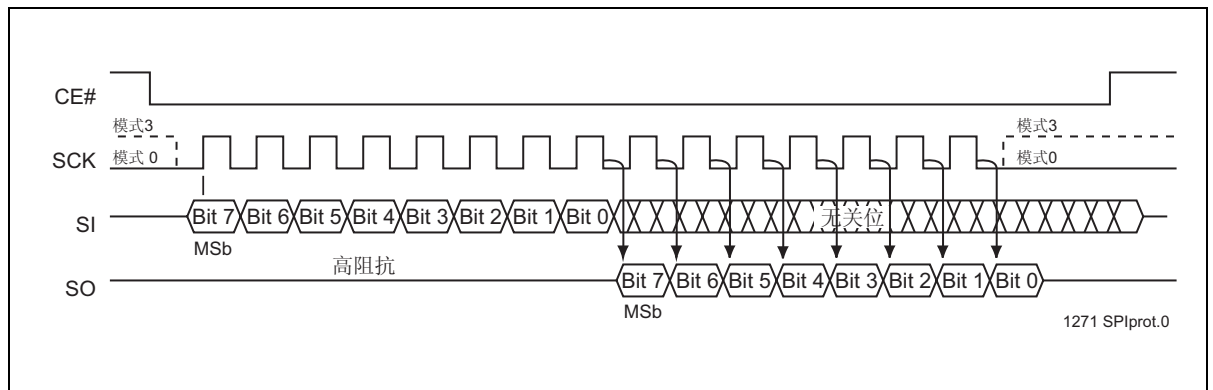 CE#
模式3
模式3
SCK
模式 0
模式0
SI
Bit 7 Bit 6 Bit 5 Bit 4 Bit 3 Bit 2 Bit 1 Bit 0
无关位
MSb
高阻抗
SO
Bit 7 Bit 6 Bit 5 Bit 4 Bit 3 Bit 2 Bit 1 Bit 0
MSb
1271 SPIprot.0